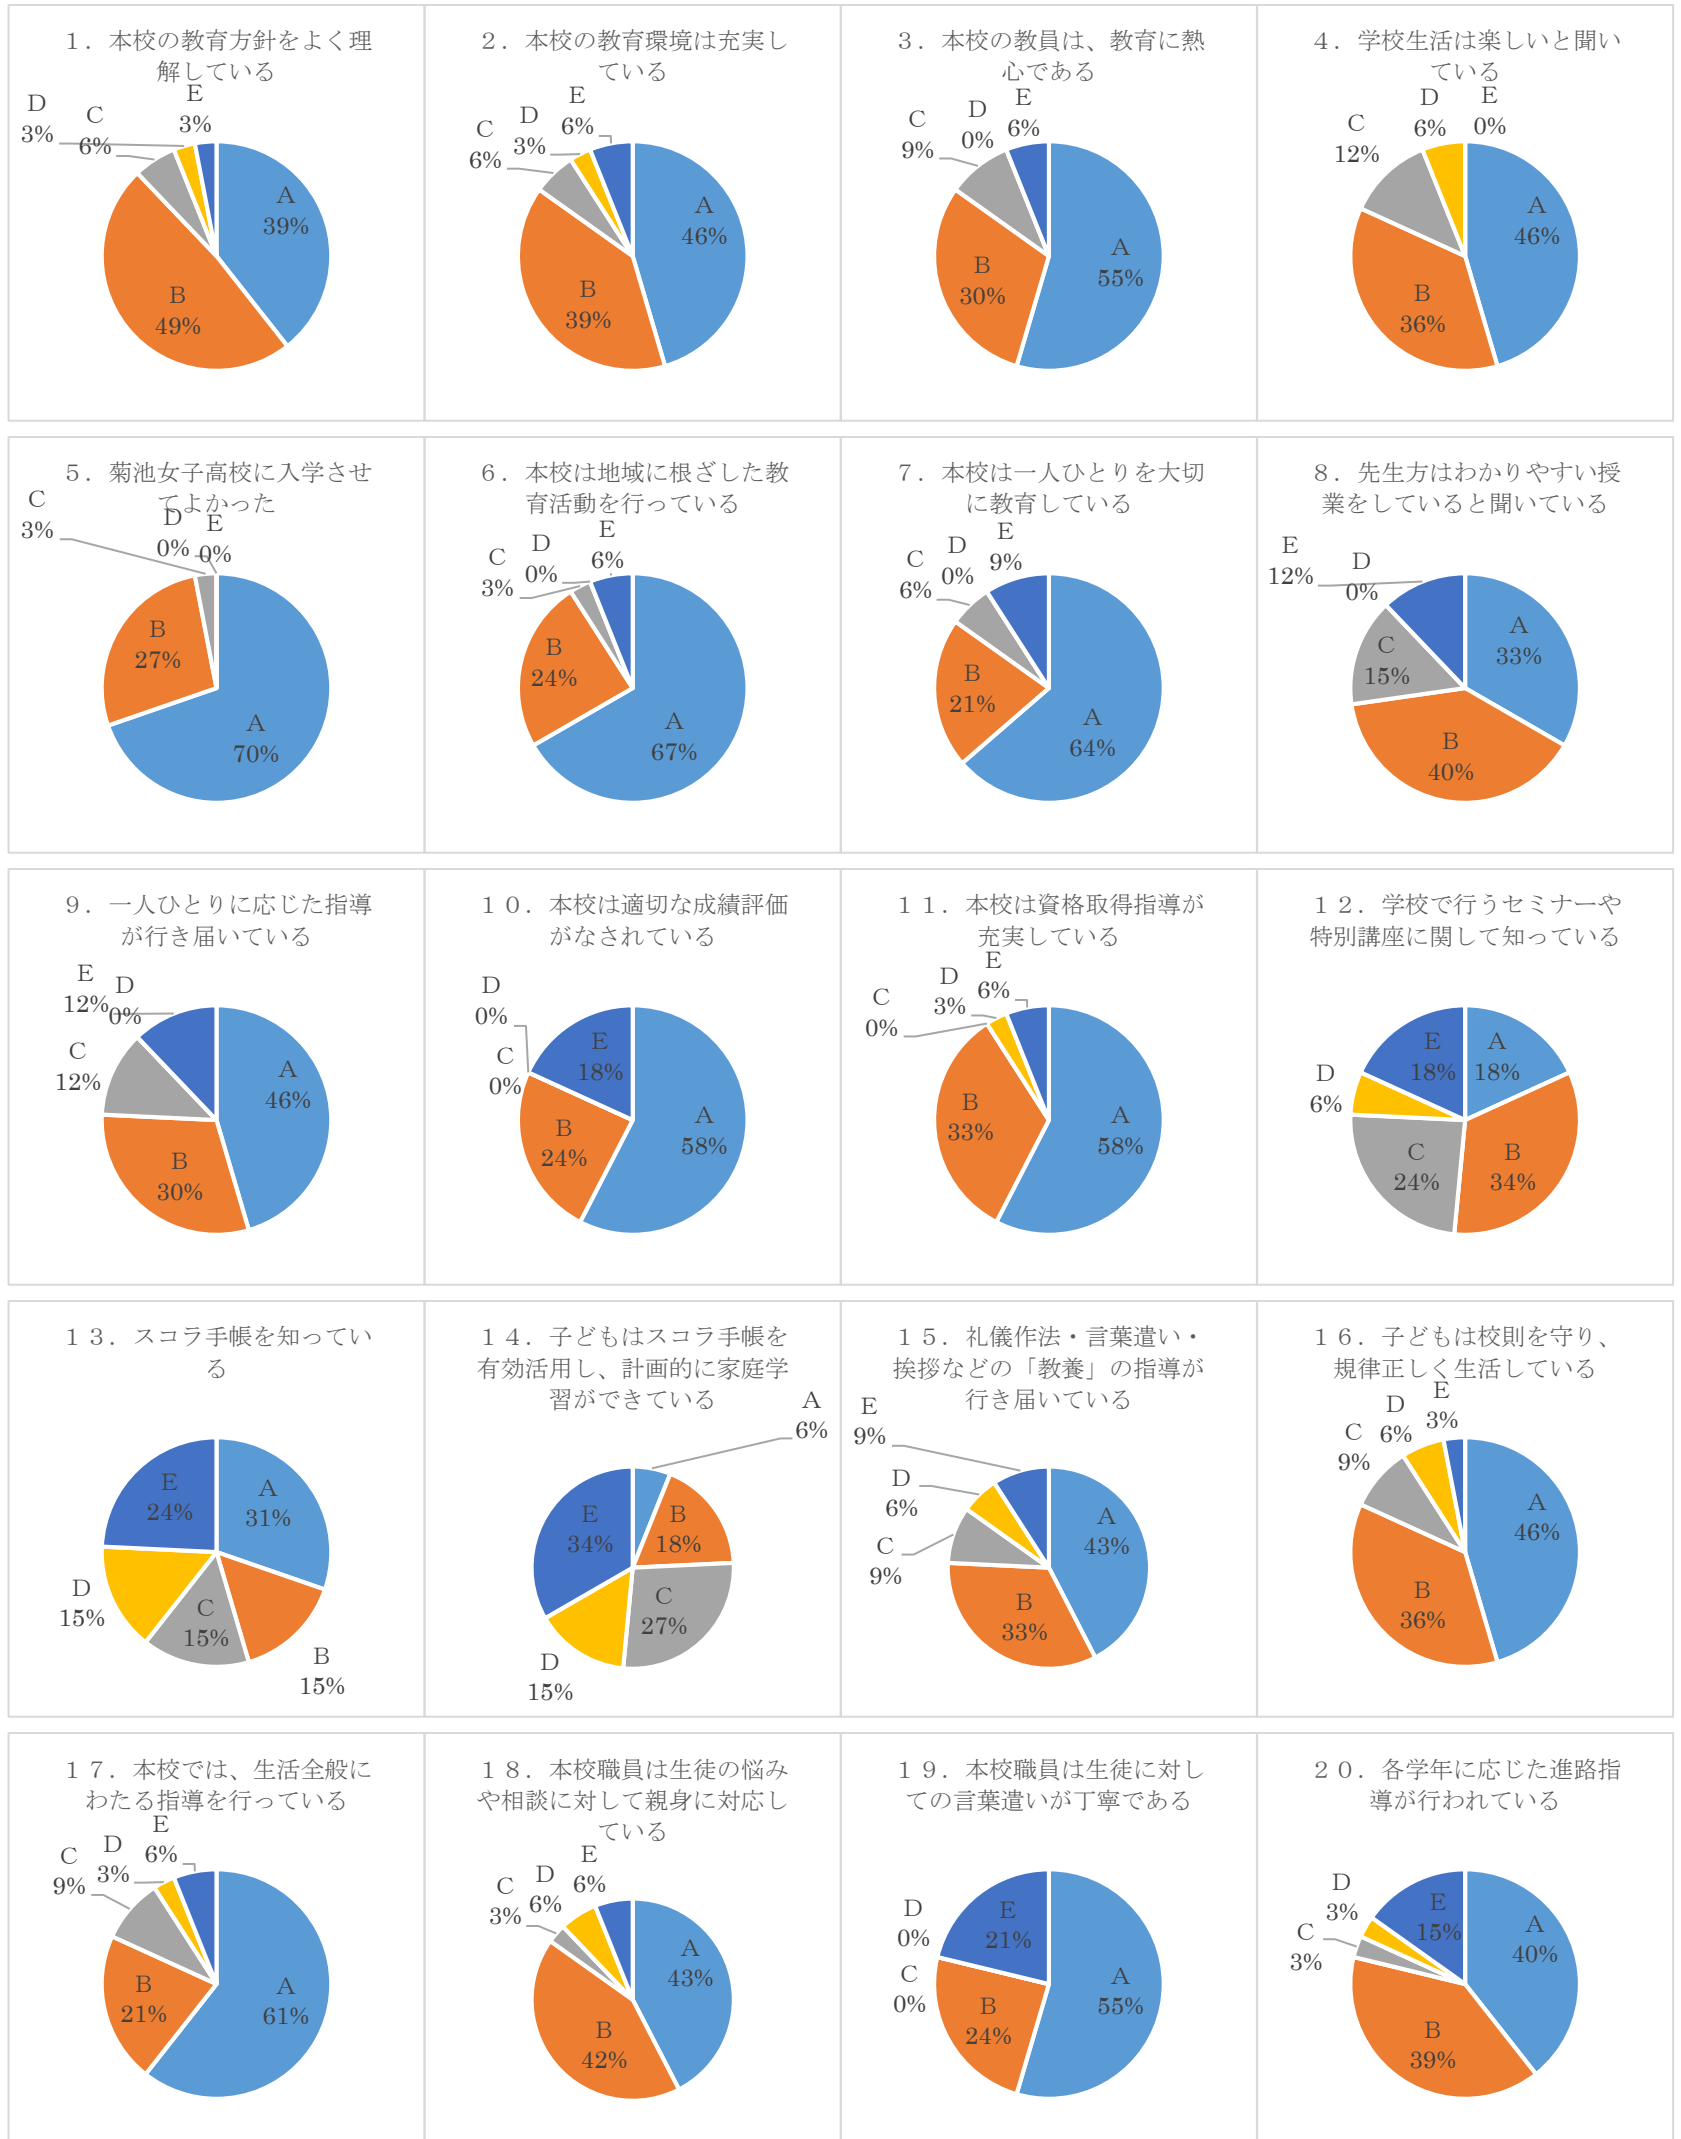 １．本校の教育方針をよく理
解している
D
3%
C
6%
E
3%
A
39%
B
49%
２．本校の教育環境は充実し
ている
C
6%
D
3%
E
6%
A
46%
B
39%
３．本校の教員は、教育に熱
心である
C
9%
D
0%
E
6%
A
55%
B
30%
４．学校生活は楽しいと聞い
ている
C
12%
D
6%
E
0%
A
46%
B
36%
５．菊池女子高校に入学させ
てよかった
C
3%
D
0%
E
0%
B
27%
A
70%
６．本校は地域に根ざした教
育活動を行っている
C
3%
D
0%
E
6%
B
24%
A
67%
７．本校は一人ひとりを大切
に教育している
C
6%
D
0%
E
9%
B
21%
A
64%
８．先生方はわかりやすい授
業をしていると聞いている
E
12%
D
0%
A
33%
C
15%
B
40%
９．一人ひとりに応じた指導
が行き届いている
E
12%
D
0%
C
12%
A
46%
B
30%
１０．本校は適切な成績評価
がなされている
D
0%
C
0%
E
18%
B
24%
A
58%
１１．本校は資格取得指導が
充実している
C
0%
D
3%
E
6%
B
33%
A
58%
１２．学校で行うセミナーや
特別講座に関して知っている
E
18%
A
18%
D
6%
C
24%
B
34%
１３．スコラ手帳を知ってい
る
E
24%
A
31%
D
15%
C
15%
B
15%
１４．子どもはスコラ手帳を
有効活用し、計画的に家庭学
習ができている
A
6%
E
34%
B
18%
C
27%
D
15%
１５．礼儀作法・言葉遣い・
挨拶などの「教養」の指導が
行き届いている
E
9%
D
6%
C
9%
A
43%
B
33%
１６．子どもは校則を守り、
規律正しく生活している
C
9%
D
6%
E
3%
A
46%
B
36%
１７．本校では、生活全般に
わたる指導を行っている
C
9%
D
3%
E
6%
B
21%
A
61%
１８．本校職員は生徒の悩み
や相談に対して親身に対応し
ている
C
3%
D
6%
E
6%
A
43%
B
42%
１９．本校職員は生徒に対し
ての言葉遣いが丁寧である
D
0%
C
0%
E
21%
A
55%
B
24%
２０．各学年に応じた進路指
導が行われている
D
3%
C
3%
E
15%
A
40%
B
39%